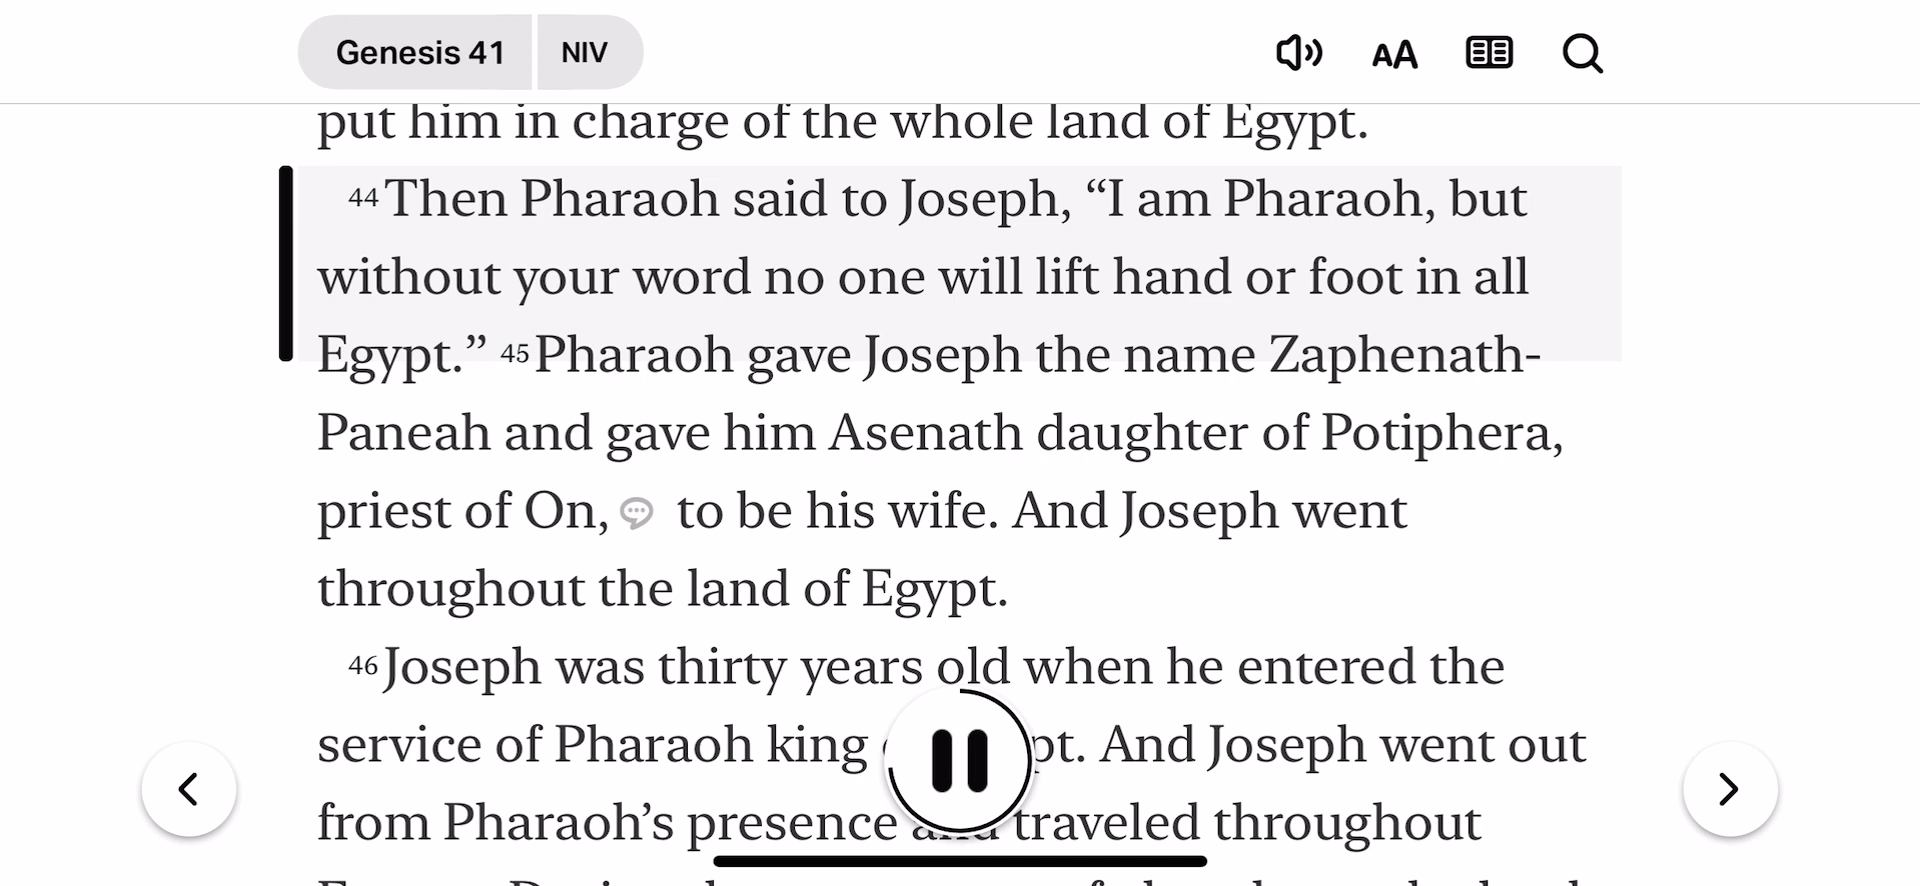 Genesis 41 NIV AA
put him in charge of the whole land of Egypt.
44 Then Pharaoh said to Joseph, “I am Pharaoh, but
without your word no one will lift hand or foot in all
Egypt.” 45 Pharaoh gave Joseph the name Zaphenath-
Paneah and gave him Asenath daughter of Potiphera,
priest of On, to be his wife. And Joseph went
throughout the land of Egypt.
46 Joseph was thirty years old when he entered the
service of Pharaoh king pt. And Joseph went out
from Pharaoh’s presence and traveled throughout